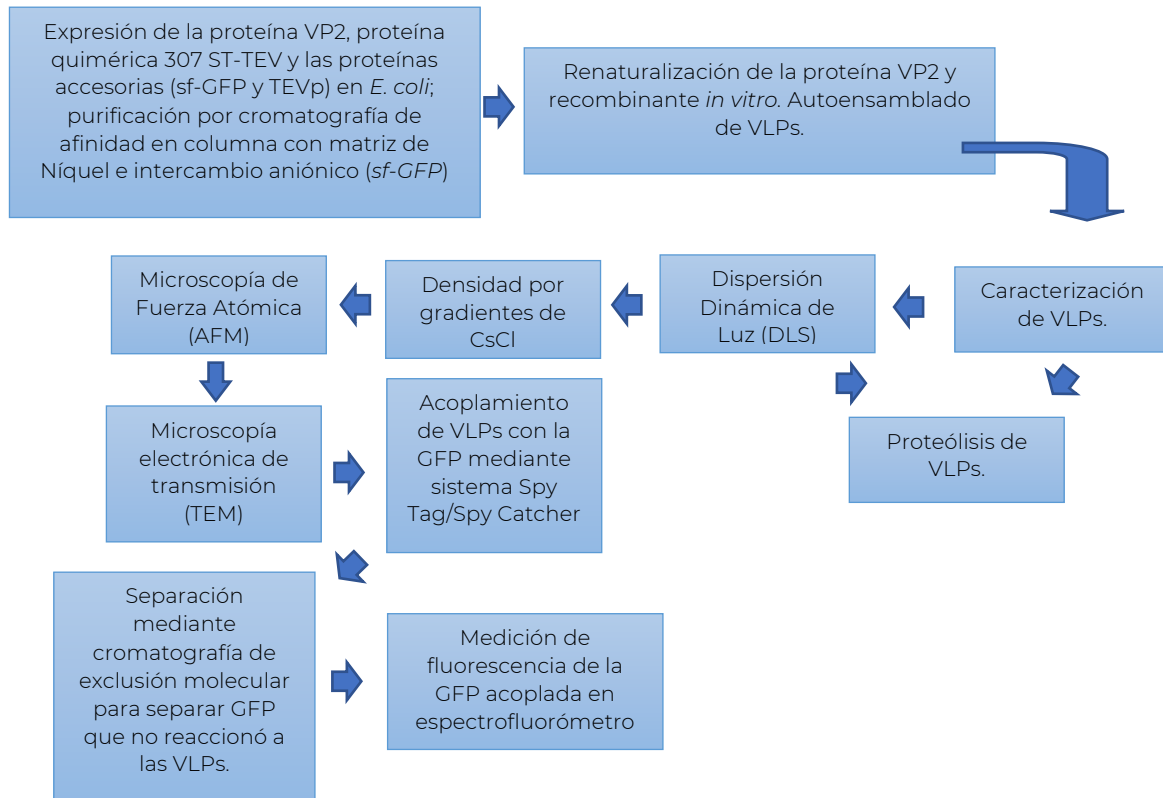 Expresión de la proteína VP2, proteína
quimérica 307 ST-TEV y las proteínas
accesorias (sf-GFP y TEVp) en E. coli;
purificación por cromatografía de
afinidad en columna con matriz de
Níquel e intercambio aniónico (sf-GFP)
Renaturalización de la proteína VP2 y
recombinante in vitro. Autoensamblado
de VLPs.
Caracterización
de VLPs.
Dispersión
Dinámica de
Luz (DLS)
Densidad por
gradientes de
CsCl
Microscopía de
Fuerza Atómica
(AFM)
Microscopía
electrónica de
transmisión
(TEM)
Acoplamiento
de VLPs con la
GFP mediante
sistema Spy
Tag/Spy Catcher
Proteólisis de
VLPs.
Separación
mediante
cromatografía de
exclusión molecular
para separar GFP
que no reaccionó a
las VLPs.
Medición de
fluorescencia de la
GFP acoplada en
espectrofluorómetro